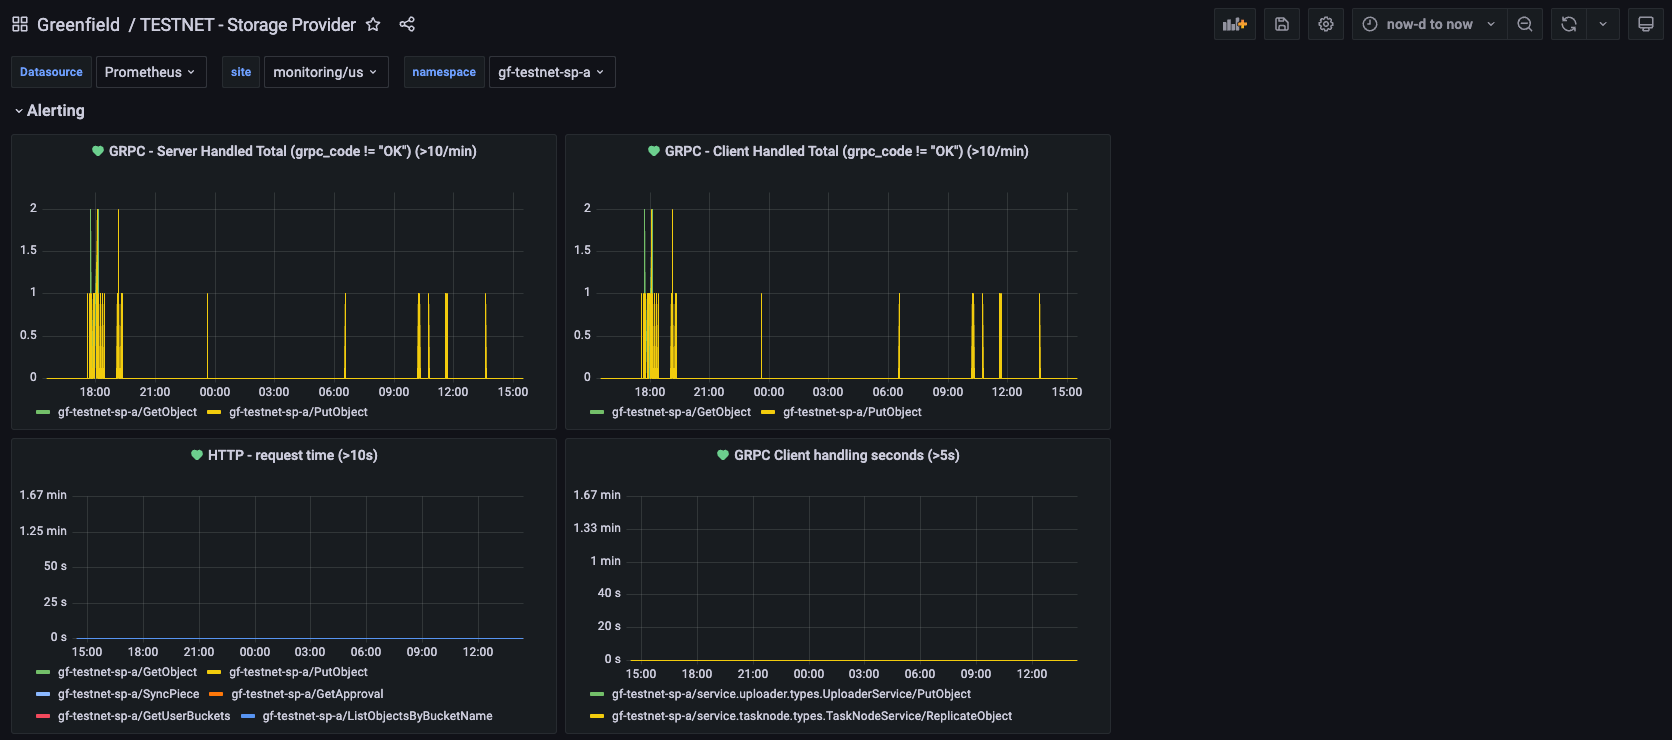 Greenfield / TESTNET - Storage Provider
now-d to now
Datasource Prometheus site monitoring/us namespace gf-testnet-sp-a
Alerting
GRPC - Server Handled Total (grpc_code != "OK") (>10/min)
2
1.5
1
0.5
0
18:00 21:00 00:00 03:00 06:00 09:00 12:00 15:00
gf-testnet-sp-a/GetObject gf-testnet-sp-a/PutObject
GRPC - Client Handled Total (grpc_code != "OK") (>10/min)
2
1.5
1
0.5
0
18:00 21:00 00:00 03:00 06:00 09:00 12:00 15:00
gf-testnet-sp-a/GetObject gf-testnet-sp-a/PutObject
HTTP - request time (>10s)
1.67 min
1.25 min
50 s
25 s
0 s
15:00 18:00 21:00 00:00 03:00 06:00 09:00 12:00
gf-testnet-sp-a/GetObject gf-testnet-sp-a/PutObject
gf-testnet-sp-a/SyncPiece gf-testnet-sp-a/GetApproval
gf-testnet-sp-a/GetUserBuckets gf-testnet-sp-a/ListObjectsByBucketName
GRPC Client handling seconds (>5s)
1.67 min
1.33 min
1 min
40 s
20 s
0 s
15:00 18:00 21:00 00:00 03:00 06:00 09:00 12:00
gf-testnet-sp-a/service.uploader.types.UploaderService/PutObject
gf-testnet-sp-a/service.tasknode.types.TaskNodeService/ReplicateObject